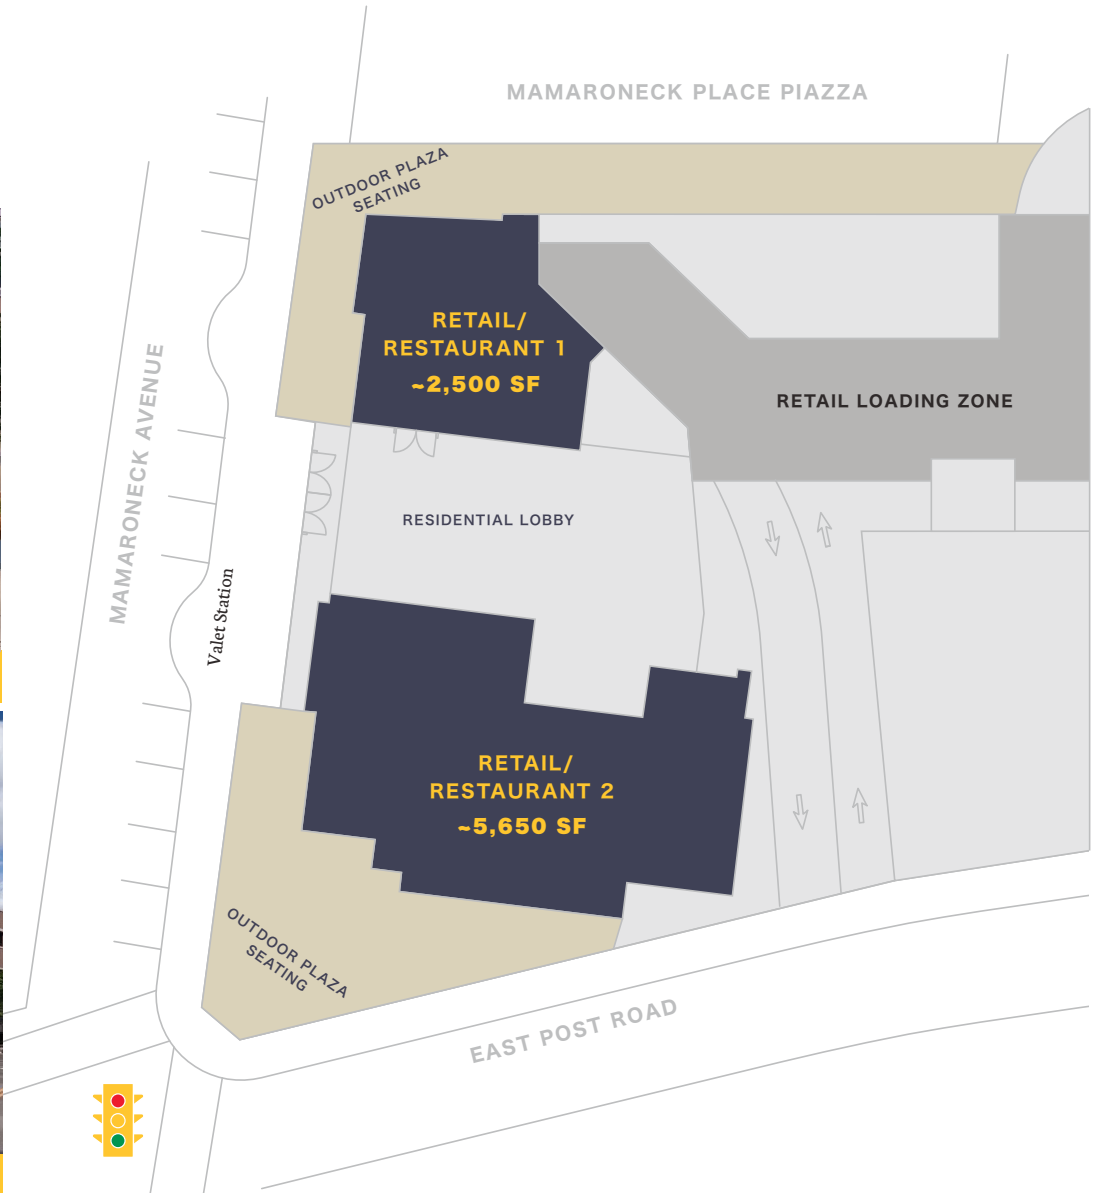 MAMARONECK PLACE PIAZZA
OUTDOOR PLAZA
SEATING
RETAIL/
RESTAURANT 1
~2,500 SF
RETAIL LOADING ZONE
MAMARONECK AVENUE
RESIDENTIAL LOBBY
Valet Station
RETAIL/
RESTAURANT 2
~5,650 SF
OUTDOOR PLAZA
SEATING
EAST POST ROAD